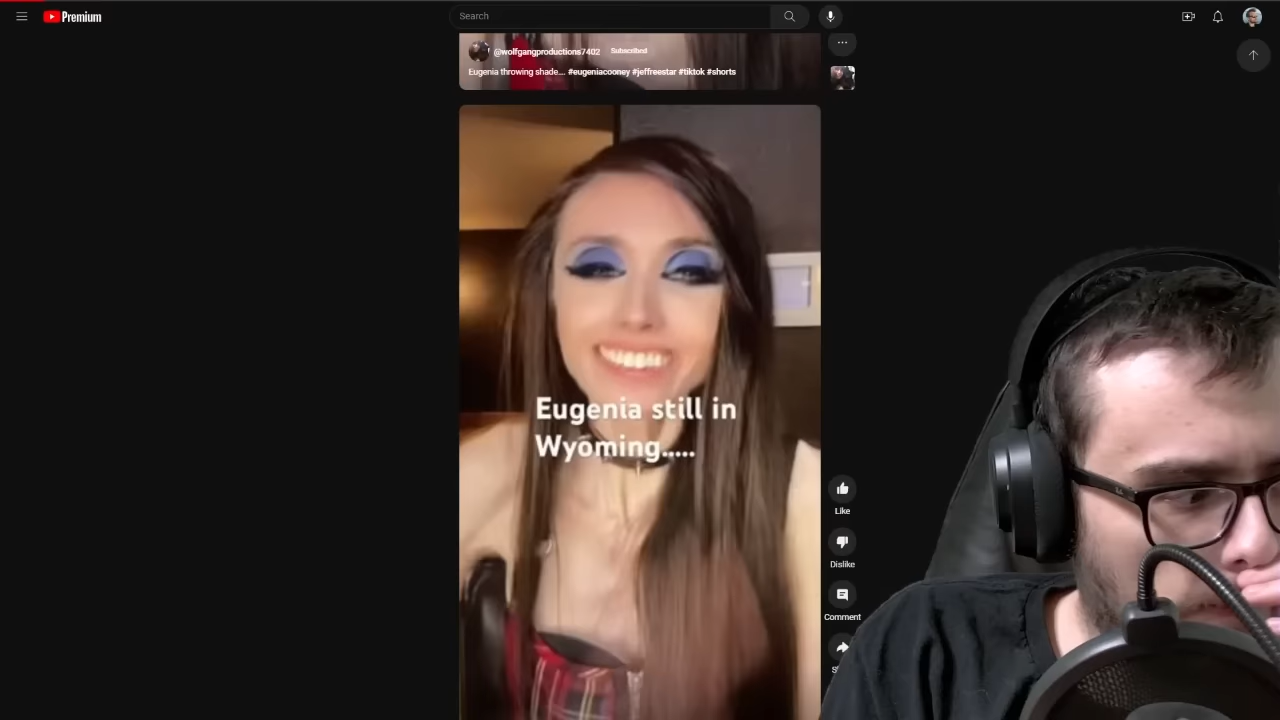 Premium
Search
@wolfgangproductions7402 Subscribed
Eugenia throwing shade... #eugeniacooney #jeffreestar #tiktok #shorts
Eugenia still in
Wyoming.....
Like
Dislike
Comment